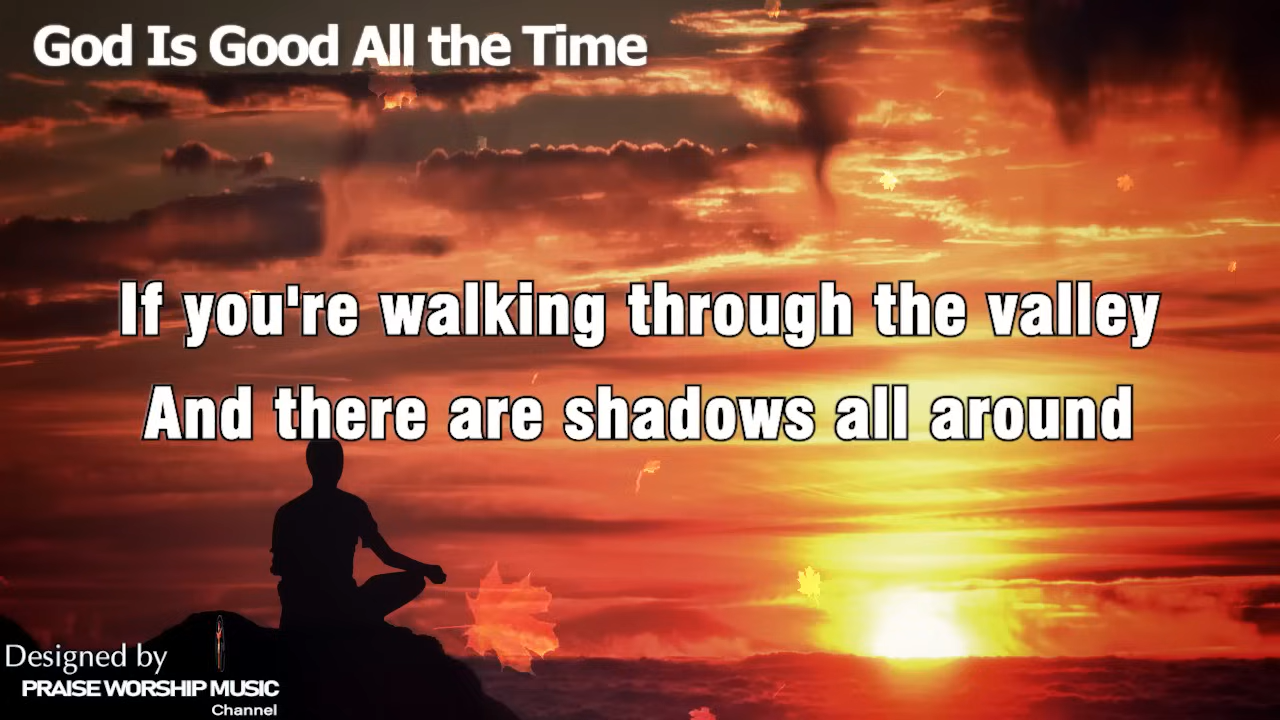 God Is Good All the Time
If you're walking through the valley
And there are shadows all around
Designed by
PRAISE WORSHIP MUSIC
Channel